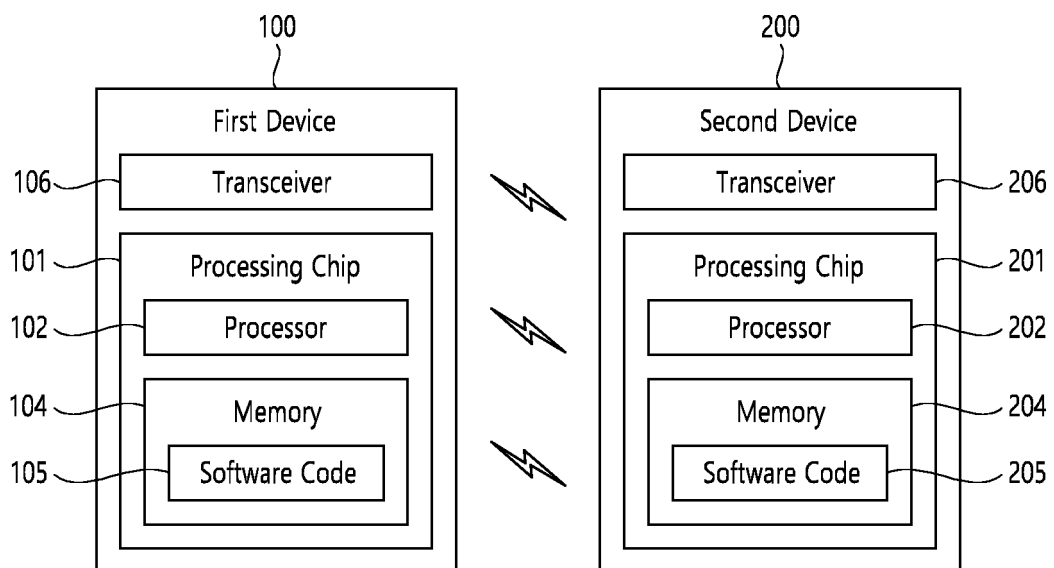 100
200
First Device
Second Device
106
Transceiver
Transceiver
206
101
Processing Chip
Processing Chip
201
102
Processor
Processor
202
104
Memory
Memory
204
105
Software Code
Software Code
205